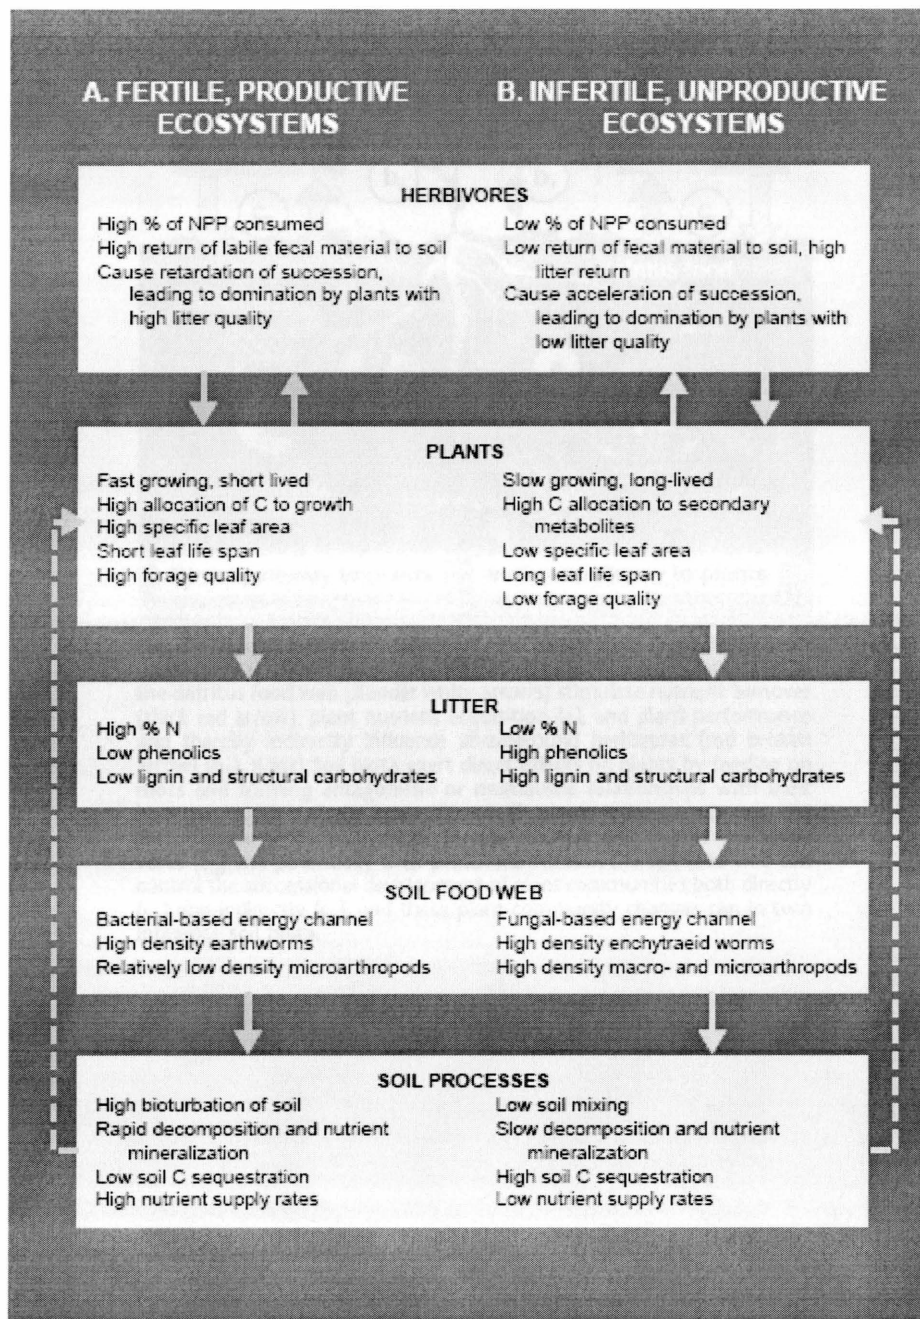 A. FERTILE, PRODUCTIVE
ECOSYSTEMS
B. INFERTILE, UNPRODUCTIVE
ECOSYSTEMS
HERBIVORES
High % of NPP consumed
High return of labile fecal material to soil
Cause retardation of succession,
leading to domination by plants with
high litter quality
Low % of NPP consumed
Low return of fecal material to soil, high
litter return
Cause acceleration of succession,
leading to domination by plants with
low litter quality
PLANTS
Fast growing, short lived
High allocation of C to growth
High specific leaf area
Short leaf life span
High forage quality
Slow growing, long-lived
High C allocation to secondary
metabolites
Low specific leaf area
Long leaf life span
Low forage quality
LITTER
High % N
Low phenolics
Low lignin and structural carbohydrates
Low % N
High phenolics
High lignin and structural carbohydrates
SOIL FOOD WEB
Bacterial-based energy channel
High density earthworms
Relatively low density microarthropods
Fungal-based energy channel
High density enchytraeid worms
High density macro- and microarthropods
SOIL PROCESSES
High bioturbation of soil
Rapid decomposition and nutrient
mineralization
Low soil C sequestration
High nutrient supply rates
Low soil mixing
Slow decomposition and nutrient
mineralization
High soil C sequestration
Low nutrient supply rates